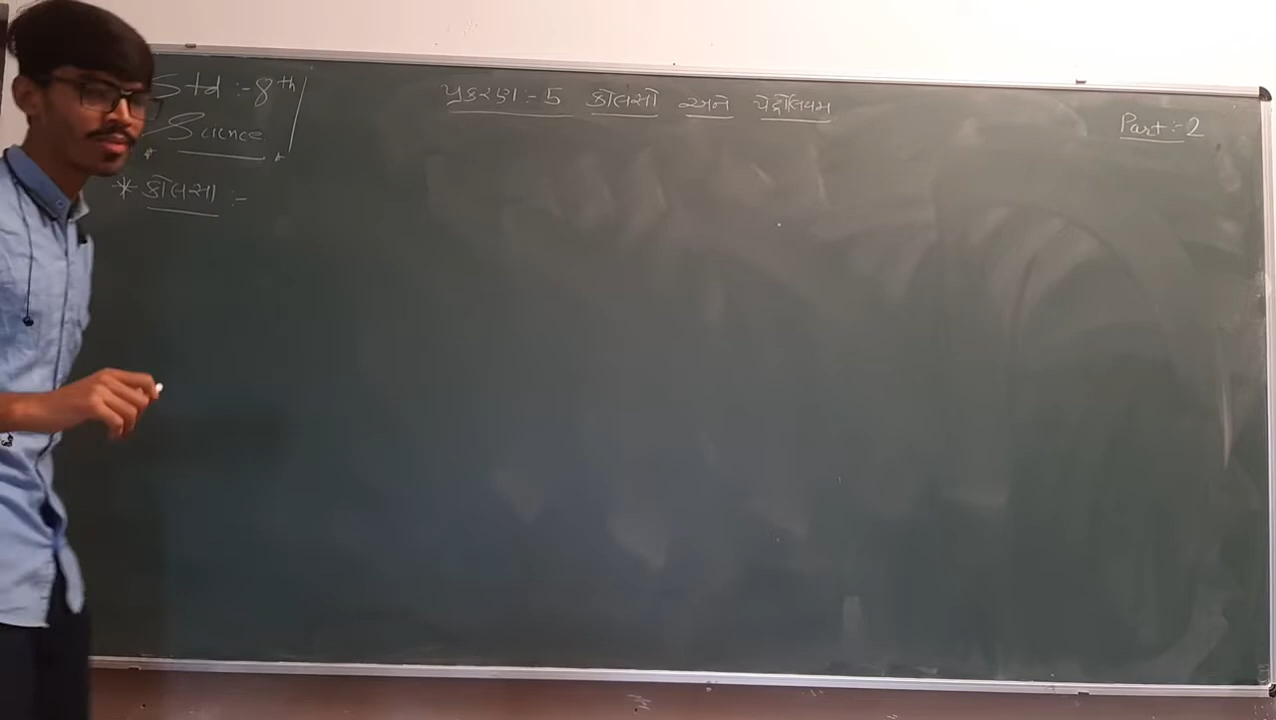 Std :- 8th
Science
પ્રકરણ :- 5 કોલસો અને પેટ્રોલિયમ
Part :- 2
* કોલસા :-